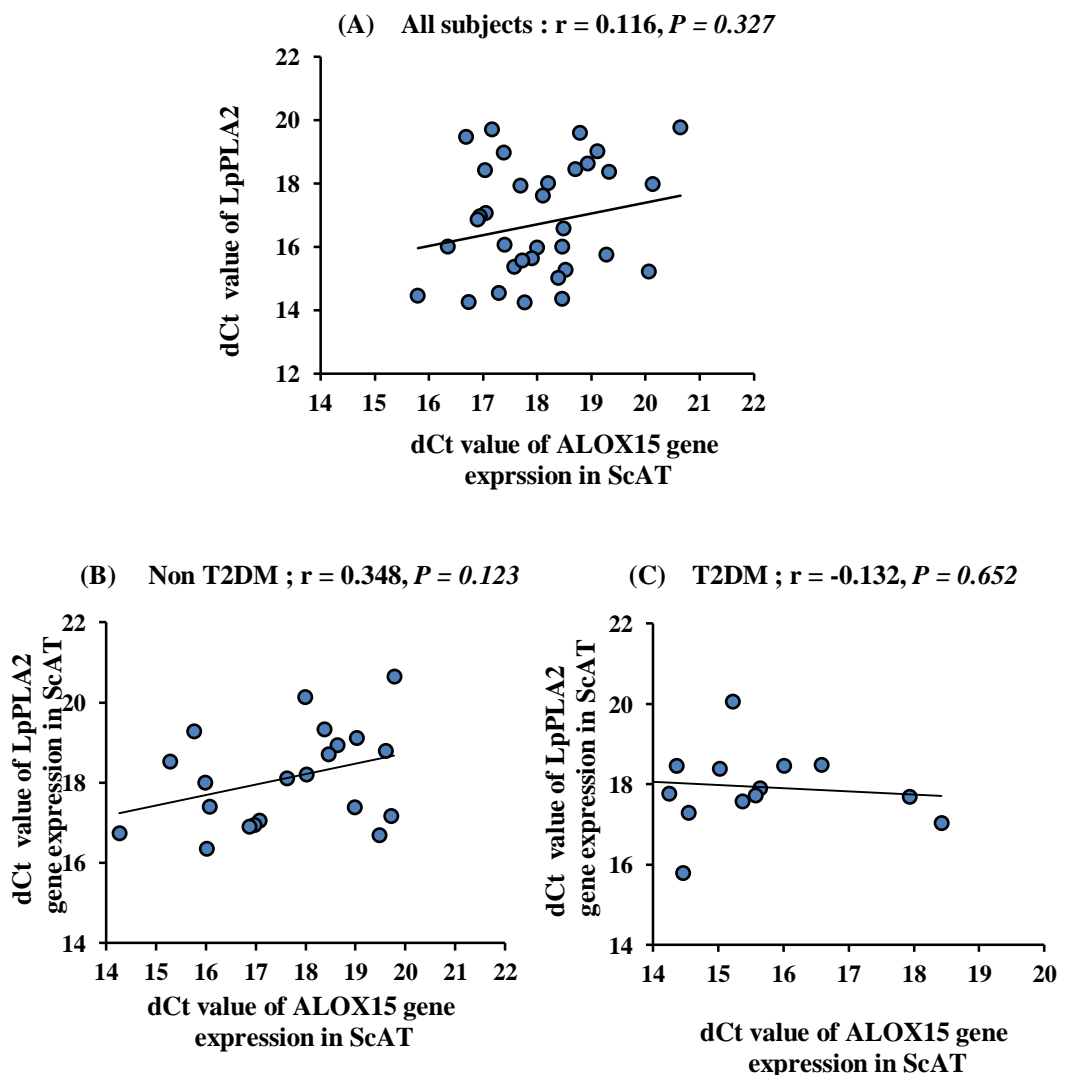 (A) All subjects : r = 0.116, P = 0.327
22
20
18
16
14
12
dCt value of LpPLA2
14 15 16 17 18 19 20 21 22
dCt value of ALOX15 gene
exprssion in ScAT
(B) Non T2DM ; r = 0.348, P = 0.123
22
20
18
16
14
dCt value of LpPLA2
gene expression in ScAT
14 15 16 17 18 19 20 21 22
dCt value of ALOX15 gene
expression in ScAT
(C) T2DM ; r = -0.132, P = 0.652
22
20
18
16
14
dCt value of LpPLA2
gene expression in ScAT
14 15 16 17 18 19 20
dCt value of ALOX15 gene
expression in ScAT